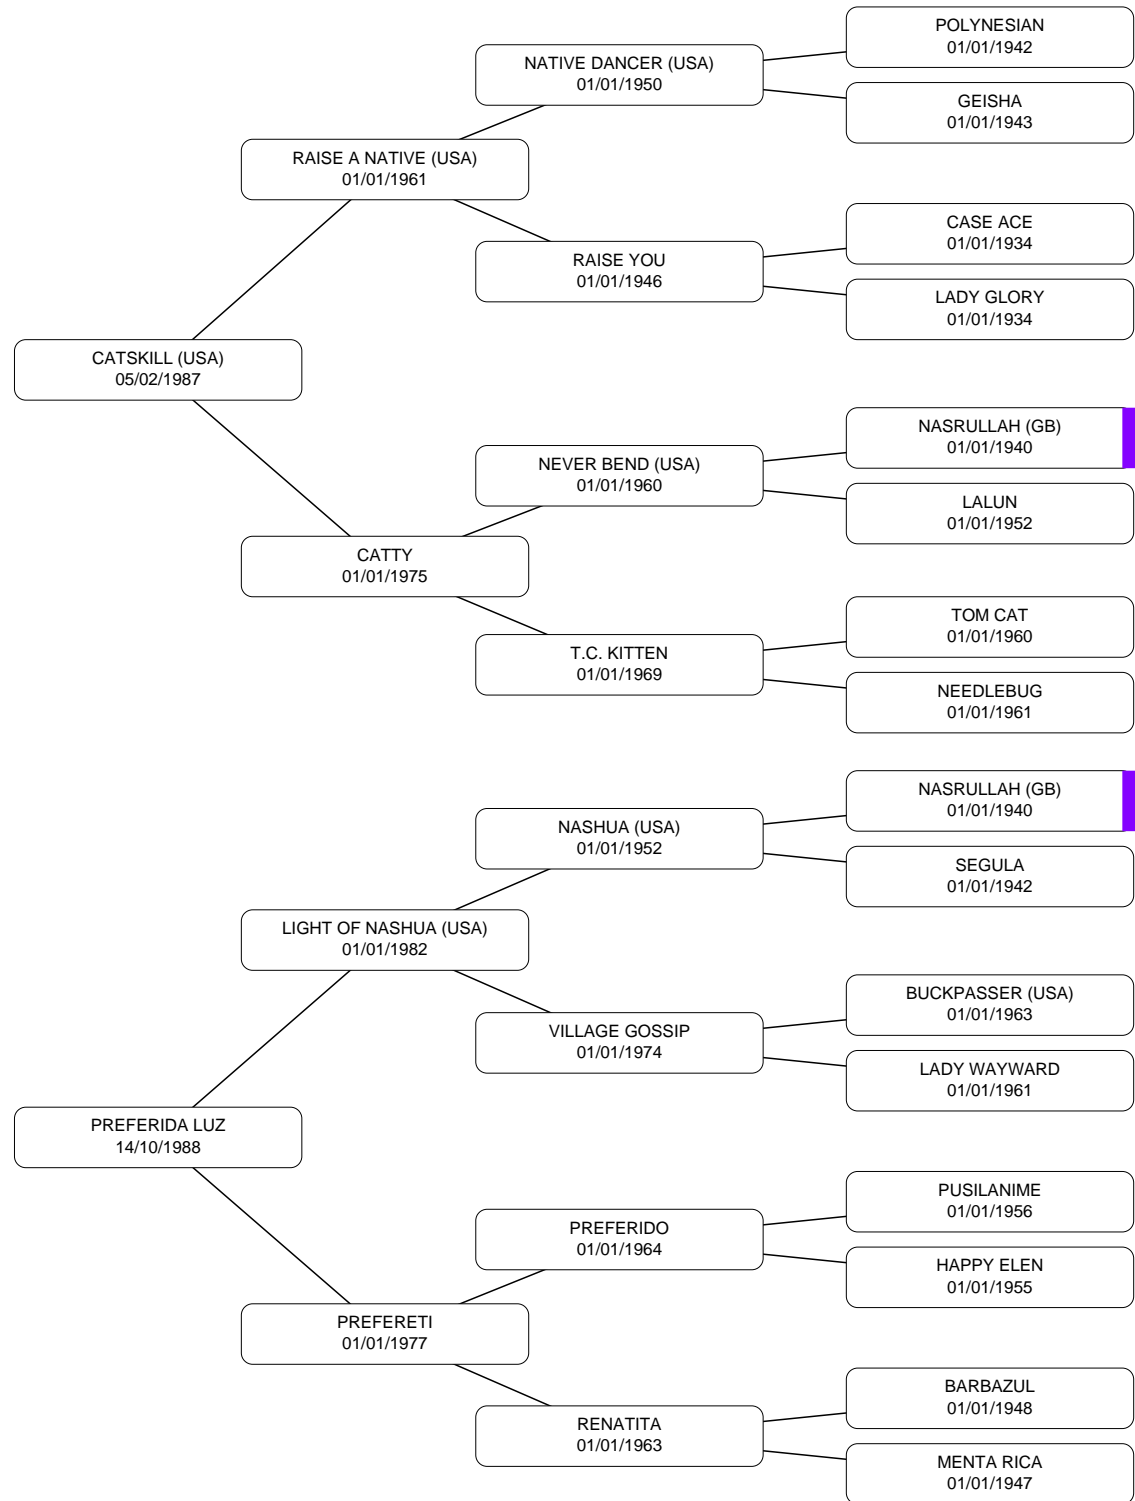 POLYNESIAN
01/01/1942
NATIVE DANCER (USA)
01/01/1950
GEISHA
01/01/1943
RAISE A NATIVE (USA)
01/01/1961
CASE ACE
01/01/1934
RAISE YOU
01/01/1946
LADY GLORY
01/01/1934
CATSKILL (USA)
05/02/1987
NASRULLAH (GB)
01/01/1940
NEVER BEND (USA)
01/01/1960
LALUN
01/01/1952
CATTY
01/01/1975
TOM CAT
01/01/1960
T.C. KITTEN
01/01/1969
NEEDLEBUG
01/01/1961
NASRULLAH (GB)
01/01/1940
NASHUA (USA)
01/01/1952
SEGULA
01/01/1942
LIGHT OF NASHUA (USA)
01/01/1982
BUCKPASSER (USA)
01/01/1963
VILLAGE GOSSIP
01/01/1974
LADY WAYWARD
01/01/1961
PREFERIDA LUZ
14/10/1988
PUSILANIME
01/01/1956
PREFERIDO
01/01/1964
HAPPY ELEN
01/01/1955
PREFERETI
01/01/1977
BARBAZUL
01/01/1948
RENATITA
01/01/1963
MENTA RICA
01/01/1947